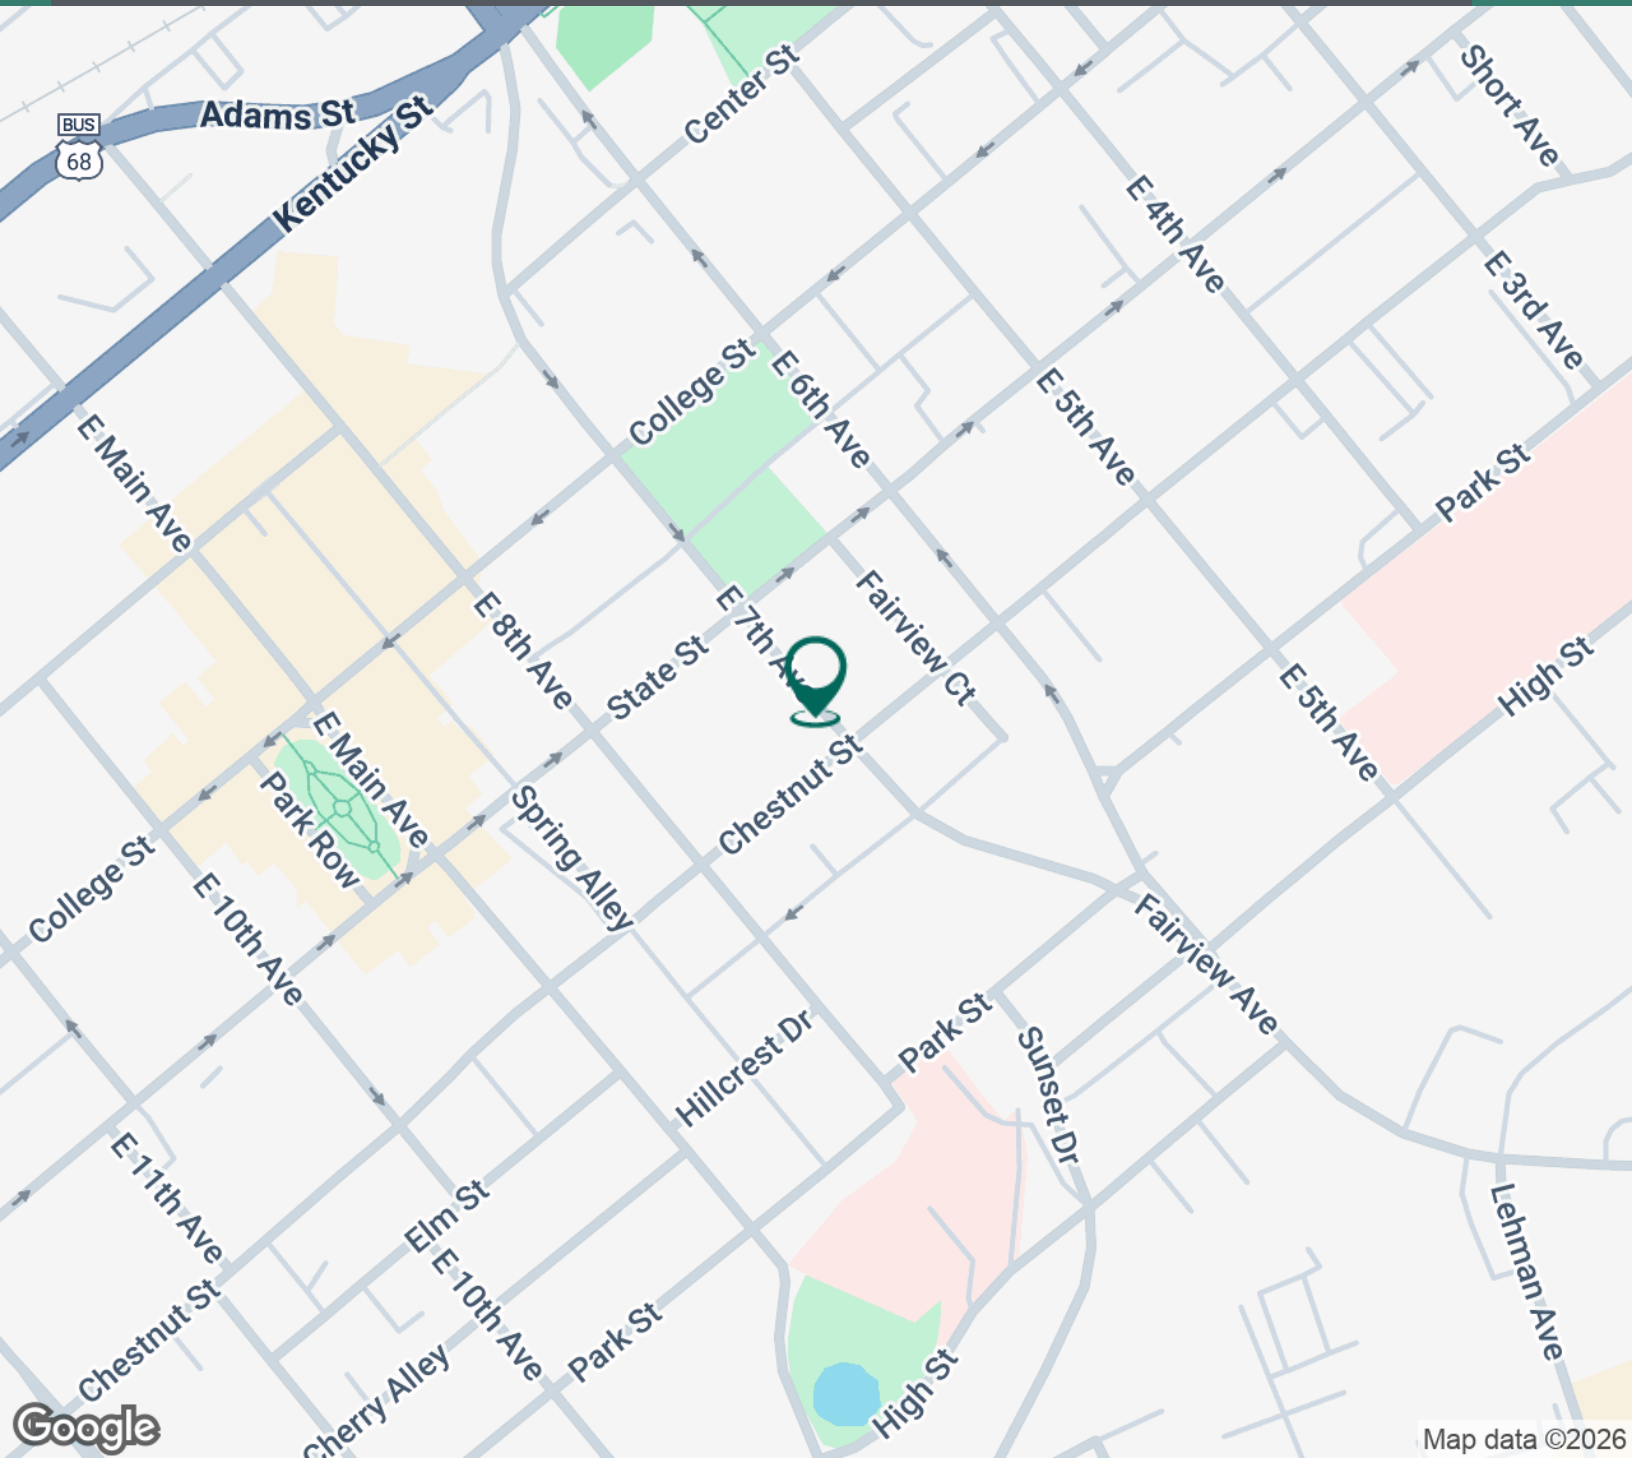 Center St
Short Ave
Adams St
BUS
68
Kentucky St
E 4th Ave
E 3rd Ave
College St
E 6th Ave
E 5th Ave
E Main Ave
Park St
E 8th Ave
E 7th Av
Fairview Ct
State St
High St
E 5th Ave
E Main Ave
Park Row
Chestnut St
Spring Alley
College St
E 10th Ave
Fairview Ave
Park St
Hillcrest Dr
Sunset Dr
E 11th Ave
Elm St
E 10th Ave
Lehman Ave
Chestnut St
Park St
Cherry Alley
High St
Google
Map data ©2026